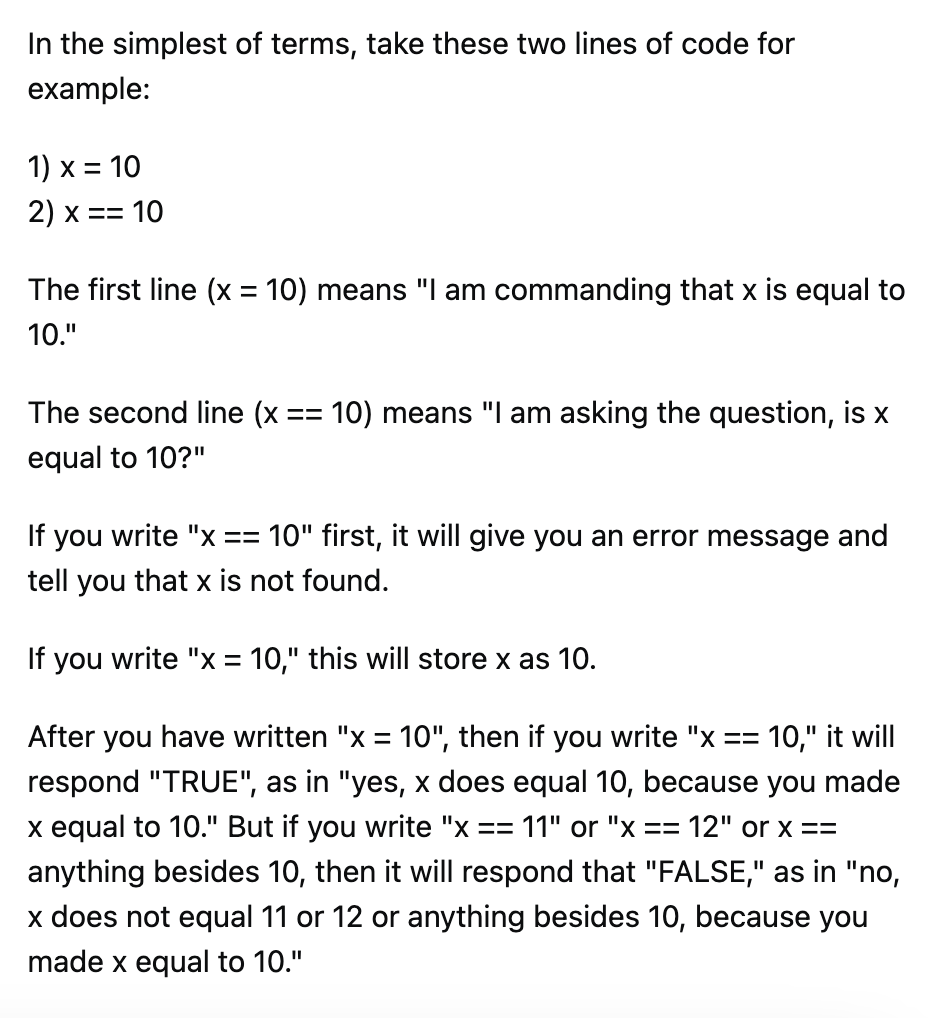 In the simplest of terms, take these two lines of code for
example:
1) x = 10
2) x == 10
The first line (x = 10) means "I am commanding that x is equal to
10."
The second line (x == 10) means "I am asking the question, is x
equal to 10?"
If you write "x == 10" first, it will give you an error message and
tell you that x is not found.
If you write "x = 10," this will store x as 10.
After you have written "x = 10", then if you write "x == 10," it will
respond "TRUE", as in "yes, x does equal 10, because you made
x equal to 10." But if you write "x == 11" or "x == 12" or x ==
anything besides 10, then it will respond that "FALSE," as in "no,
x does not equal 11 or 12 or anything besides 10, because you
made x equal to 10."